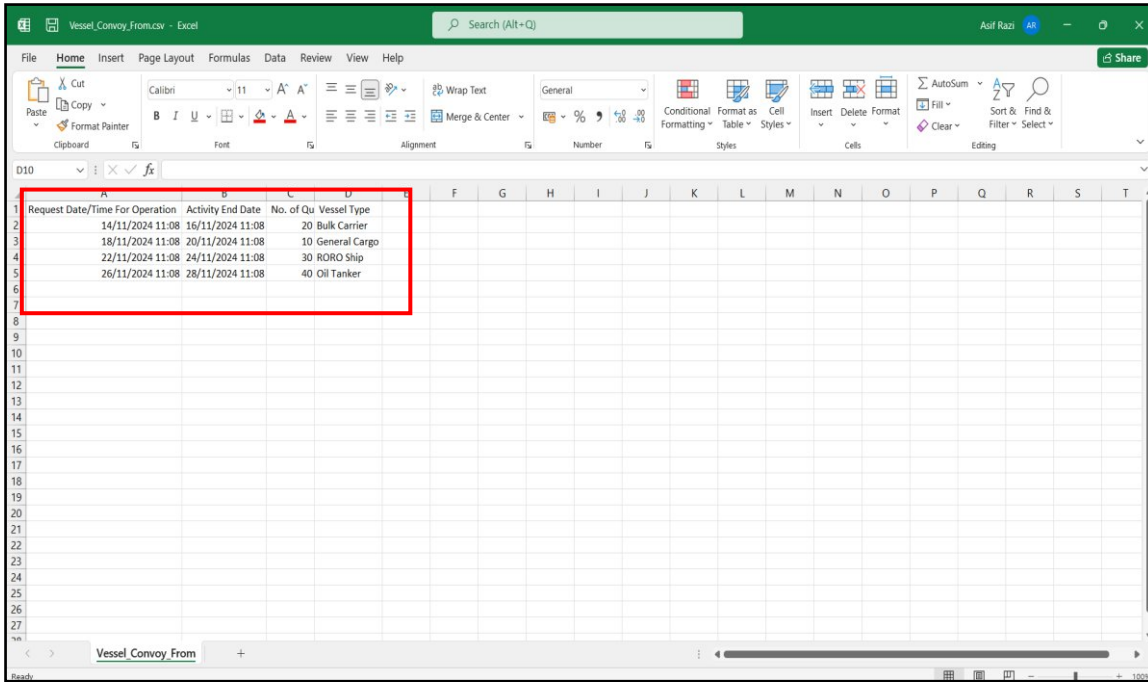 Vessel_Convoy_From.csv - Excel
Search (Alt+Q)
Asif Razi AR
File Home Insert Page Layout Formulas Data Review View Help
Share
Paste
Cut
Copy
Format Painter
Clipboard
Calibri 11
B I U
Font
Wrap Text
Merge & Center
Alignment
General
Number
Conditional Formatting
Format as Table
Cell Styles
Styles
Insert Delete Format
Cells
AutoSum
Fill
Clear
Sort & Filter
Find & Select
Editing
D10 fx
A B C D E F G H I J K L M N O P Q R S T
1 Request Date/Time For Operation Activity End Date No. of Qu Vessel Type
2 14/11/2024 11:08 16/11/2024 11:08 20 Bulk Carrier
3 18/11/2024 11:08 20/11/2024 11:08 10 General Cargo
4 22/11/2024 11:08 24/11/2024 11:08 30 RORO Ship
5 26/11/2024 11:08 28/11/2024 11:08 40 Oil Tanker
6
7
8
9
10
11
12
13
14
15
16
17
18
19
20
21
22
23
24
25
26
27
28
Vessel_Convoy_From
Ready
100%